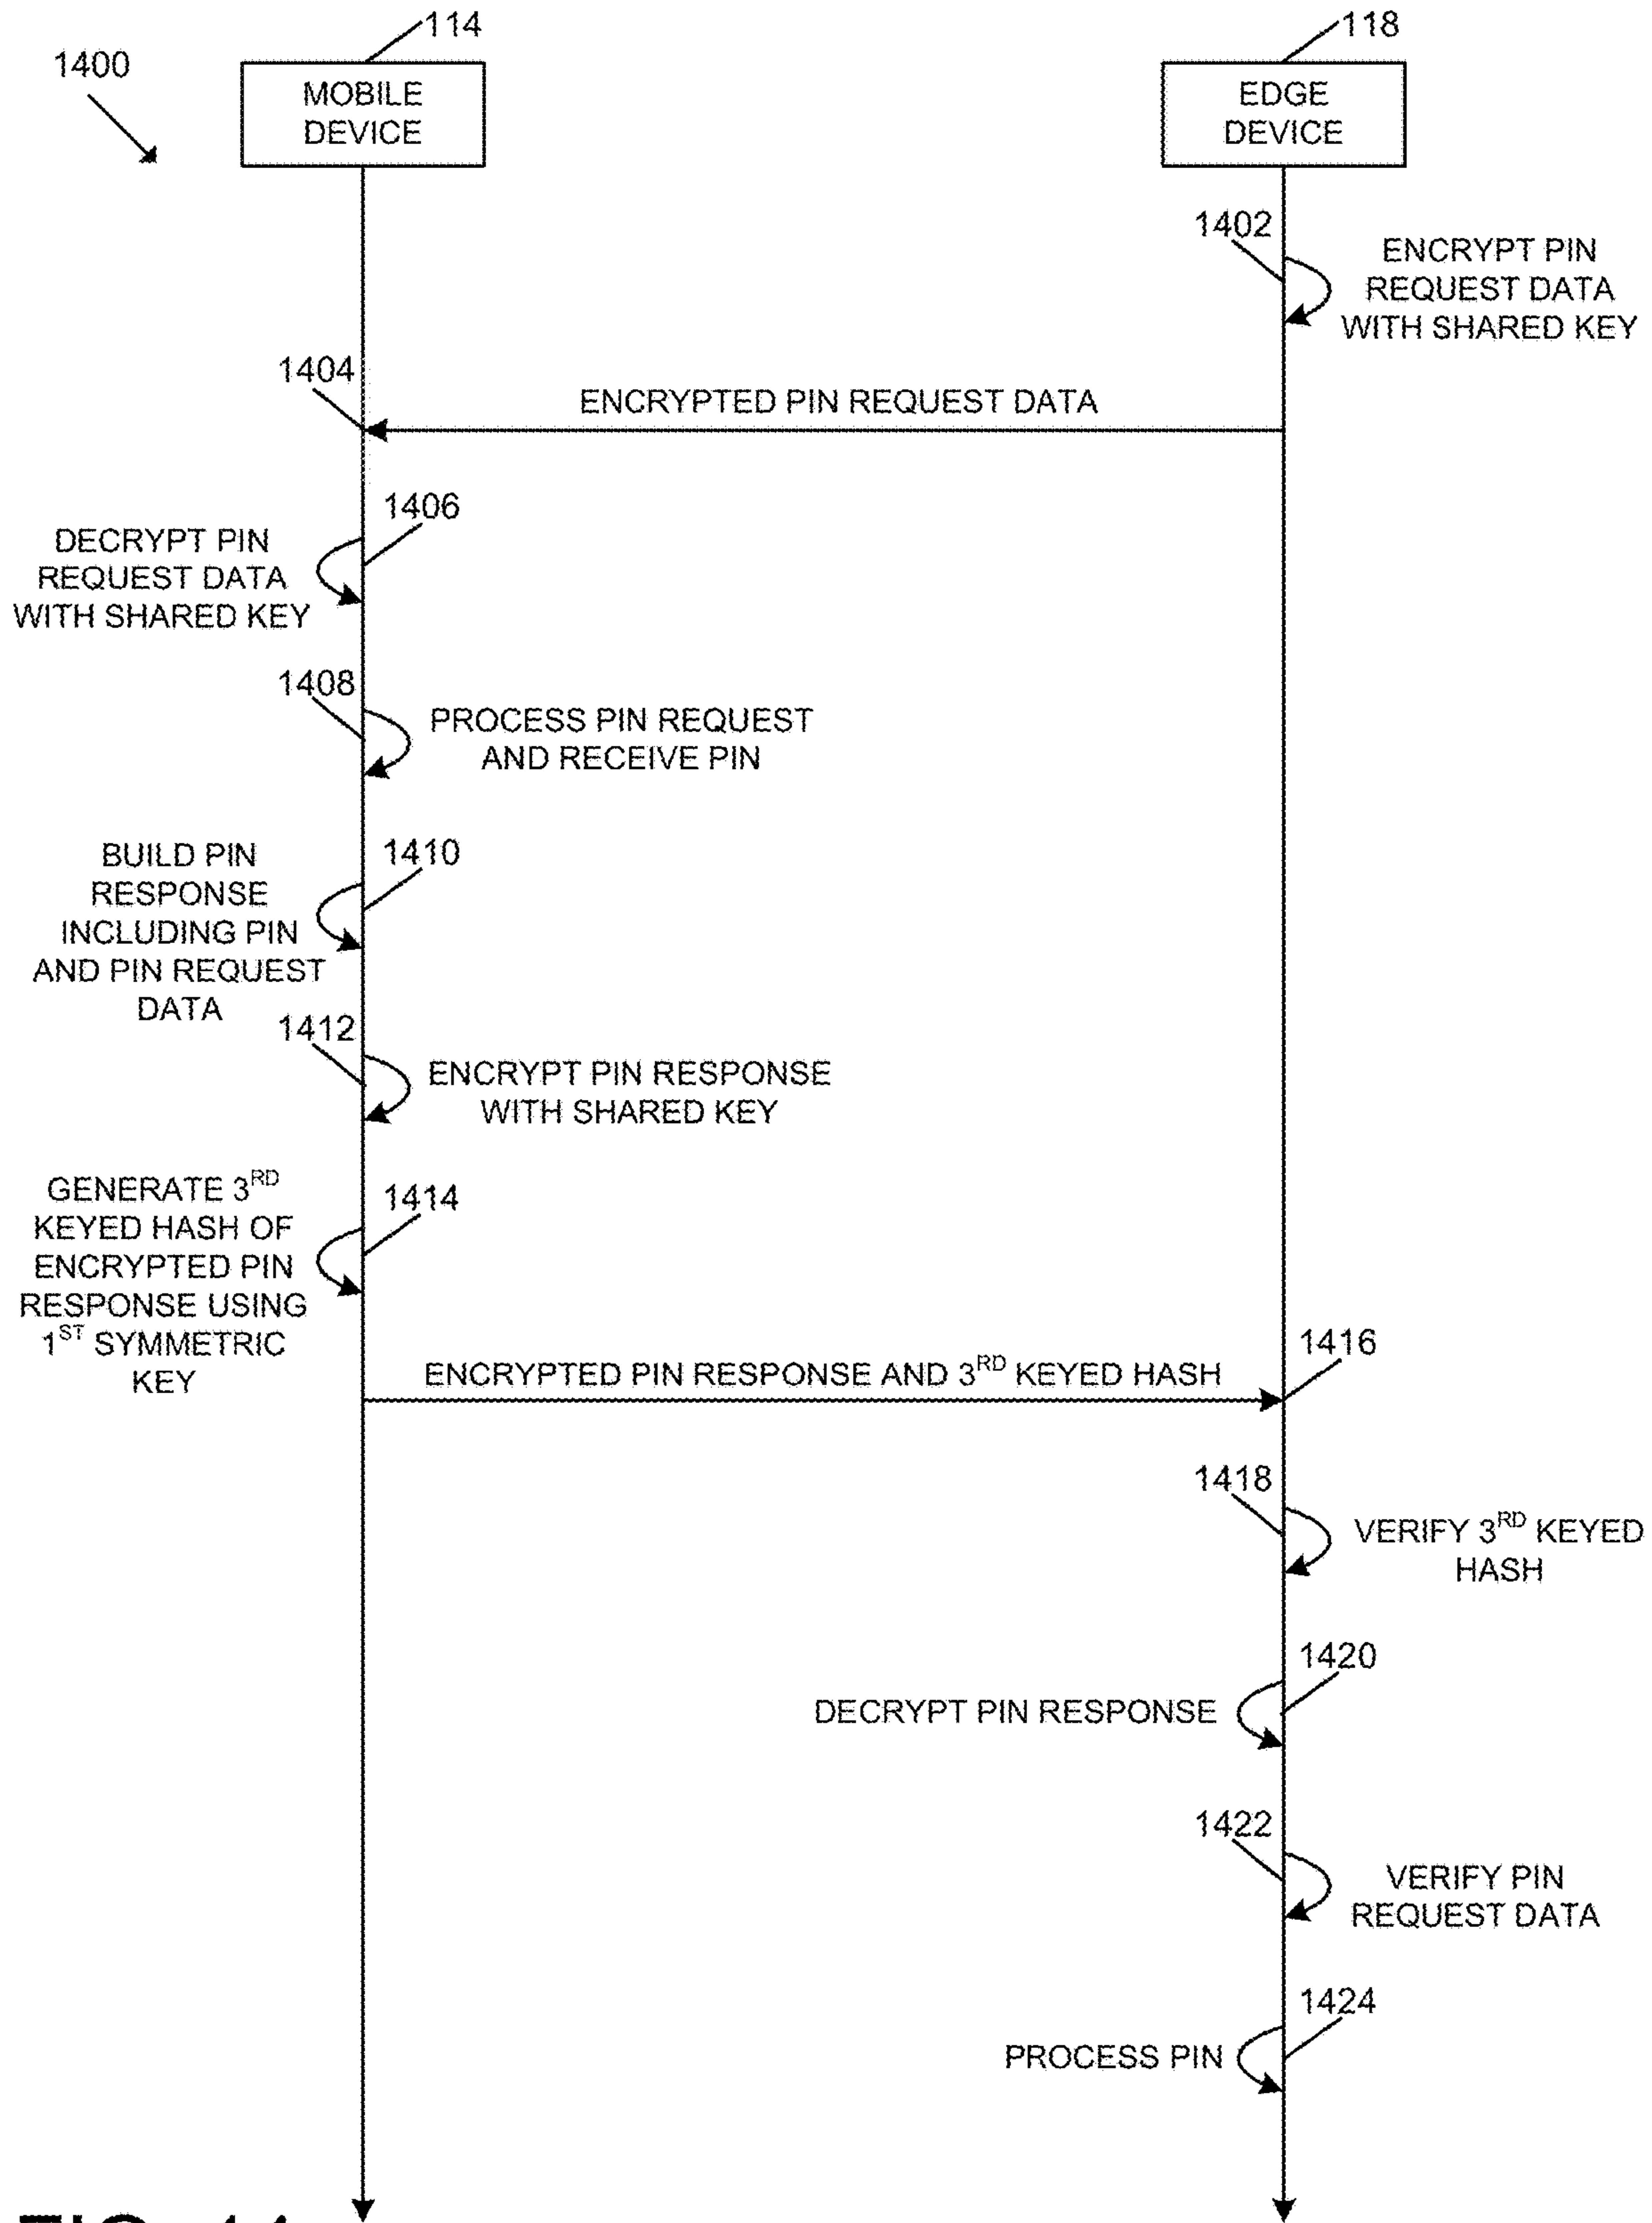 114
118
1400
MOBILE
DEVICE
EDGE
DEVICE
1402
ENCRYPT PIN
REQUEST DATA
WITH SHARED KEY
1404
ENCRYPTED PIN REQUEST DATA
1406
DECRYPT PIN
REQUEST DATA
WITH SHARED KEY
1408
PROCESS PIN REQUEST
AND RECEIVE PIN
1410
BUILD PIN
RESPONSE
INCLUDING PIN
AND PIN REQUEST
DATA
1412
ENCRYPT PIN RESPONSE
WITH SHARED KEY
1414
GENERATE 3RD
KEYED HASH OF
ENCRYPTED PIN
RESPONSE USING
1ST SYMMETRIC
KEY
ENCRYPTED PIN RESPONSE AND 3RD KEYED HASH
1416
1418
VERIFY 3RD KEYED
HASH
1420
DECRYPT PIN RESPONSE
1422
VERIFY PIN
REQUEST DATA
1424
PROCESS PIN